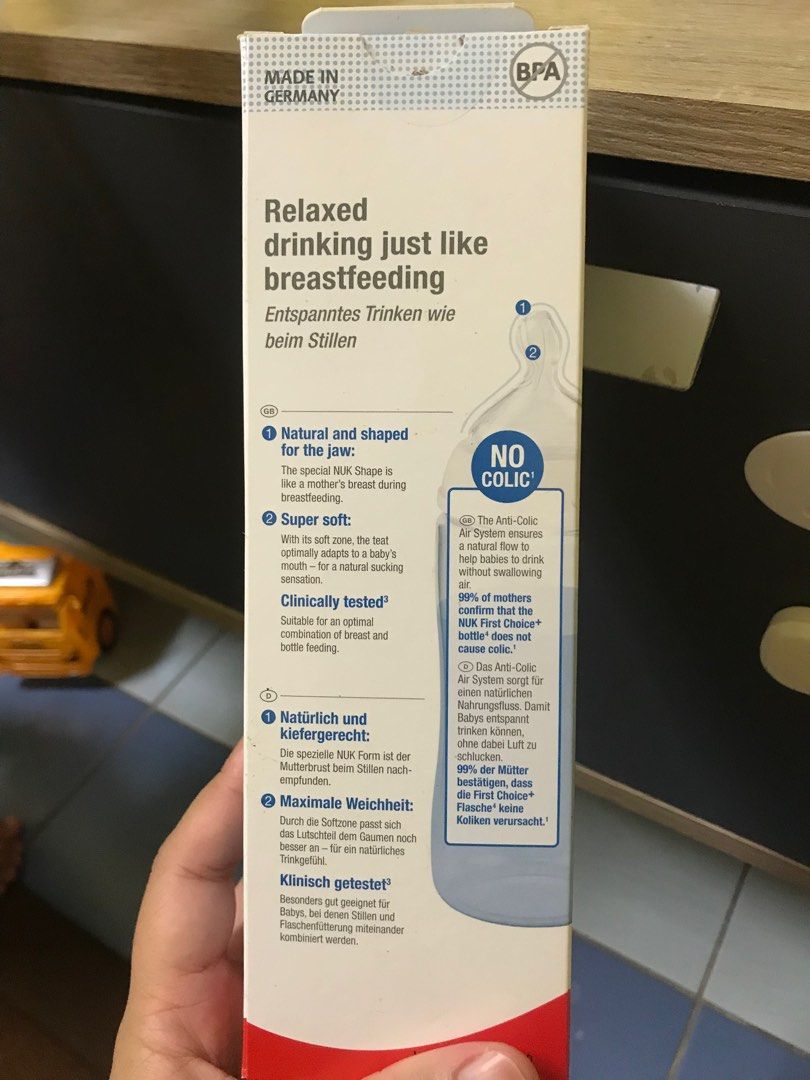 MADE IN
GERMANY
BPA
Relaxed
drinking just like
breastfeeding
Entspanntes Trinken wie
beim Stillen
1
2
GB
1 Natural and shaped
for the jaw:
The special NUK Shape is
like a mother's breast during
breastfeeding.
2 Super soft:
With its soft zone, the teat
optimally adapts to a baby's
mouth – for a natural sucking
sensation.
Clinically tested³
Suitable for an optimal
combination of breast and
bottle feeding.
D
1 Natürlich und
kiefergerecht:
Die spezielle NUK Form ist der
Mutterbrust beim Stillen nach-
empfunden.
2 Maximale Weichheit:
Durch die Softzone passt sich
das Lutschteil dem Gaumen noch
besser an – für ein natürliches
Trinkgefühl.
Klinisch getestet³
Besonders gut geeignet für
Babys, bei denen Stillen und
Flaschenfütterung miteinander
kombiniert werden.
NO
COLIC¹
GB The Anti-Colic
Air System ensures
a natural flow to
help babies to drink
without swallowing
air.
99% of mothers
confirm that the
NUK First Choice⁺
bottle⁴ does not
cause colic.¹
D Das Anti-Colic
Air System sorgt für
einen natürlichen
Nahrungsfluss. Damit
Babys entspannt
trinken können,
ohne dabei Luft zu
schlucken.
99% der Mütter
bestätigen, dass
die First Choice⁺
Flasche⁴ keine
Koliken verursacht.¹